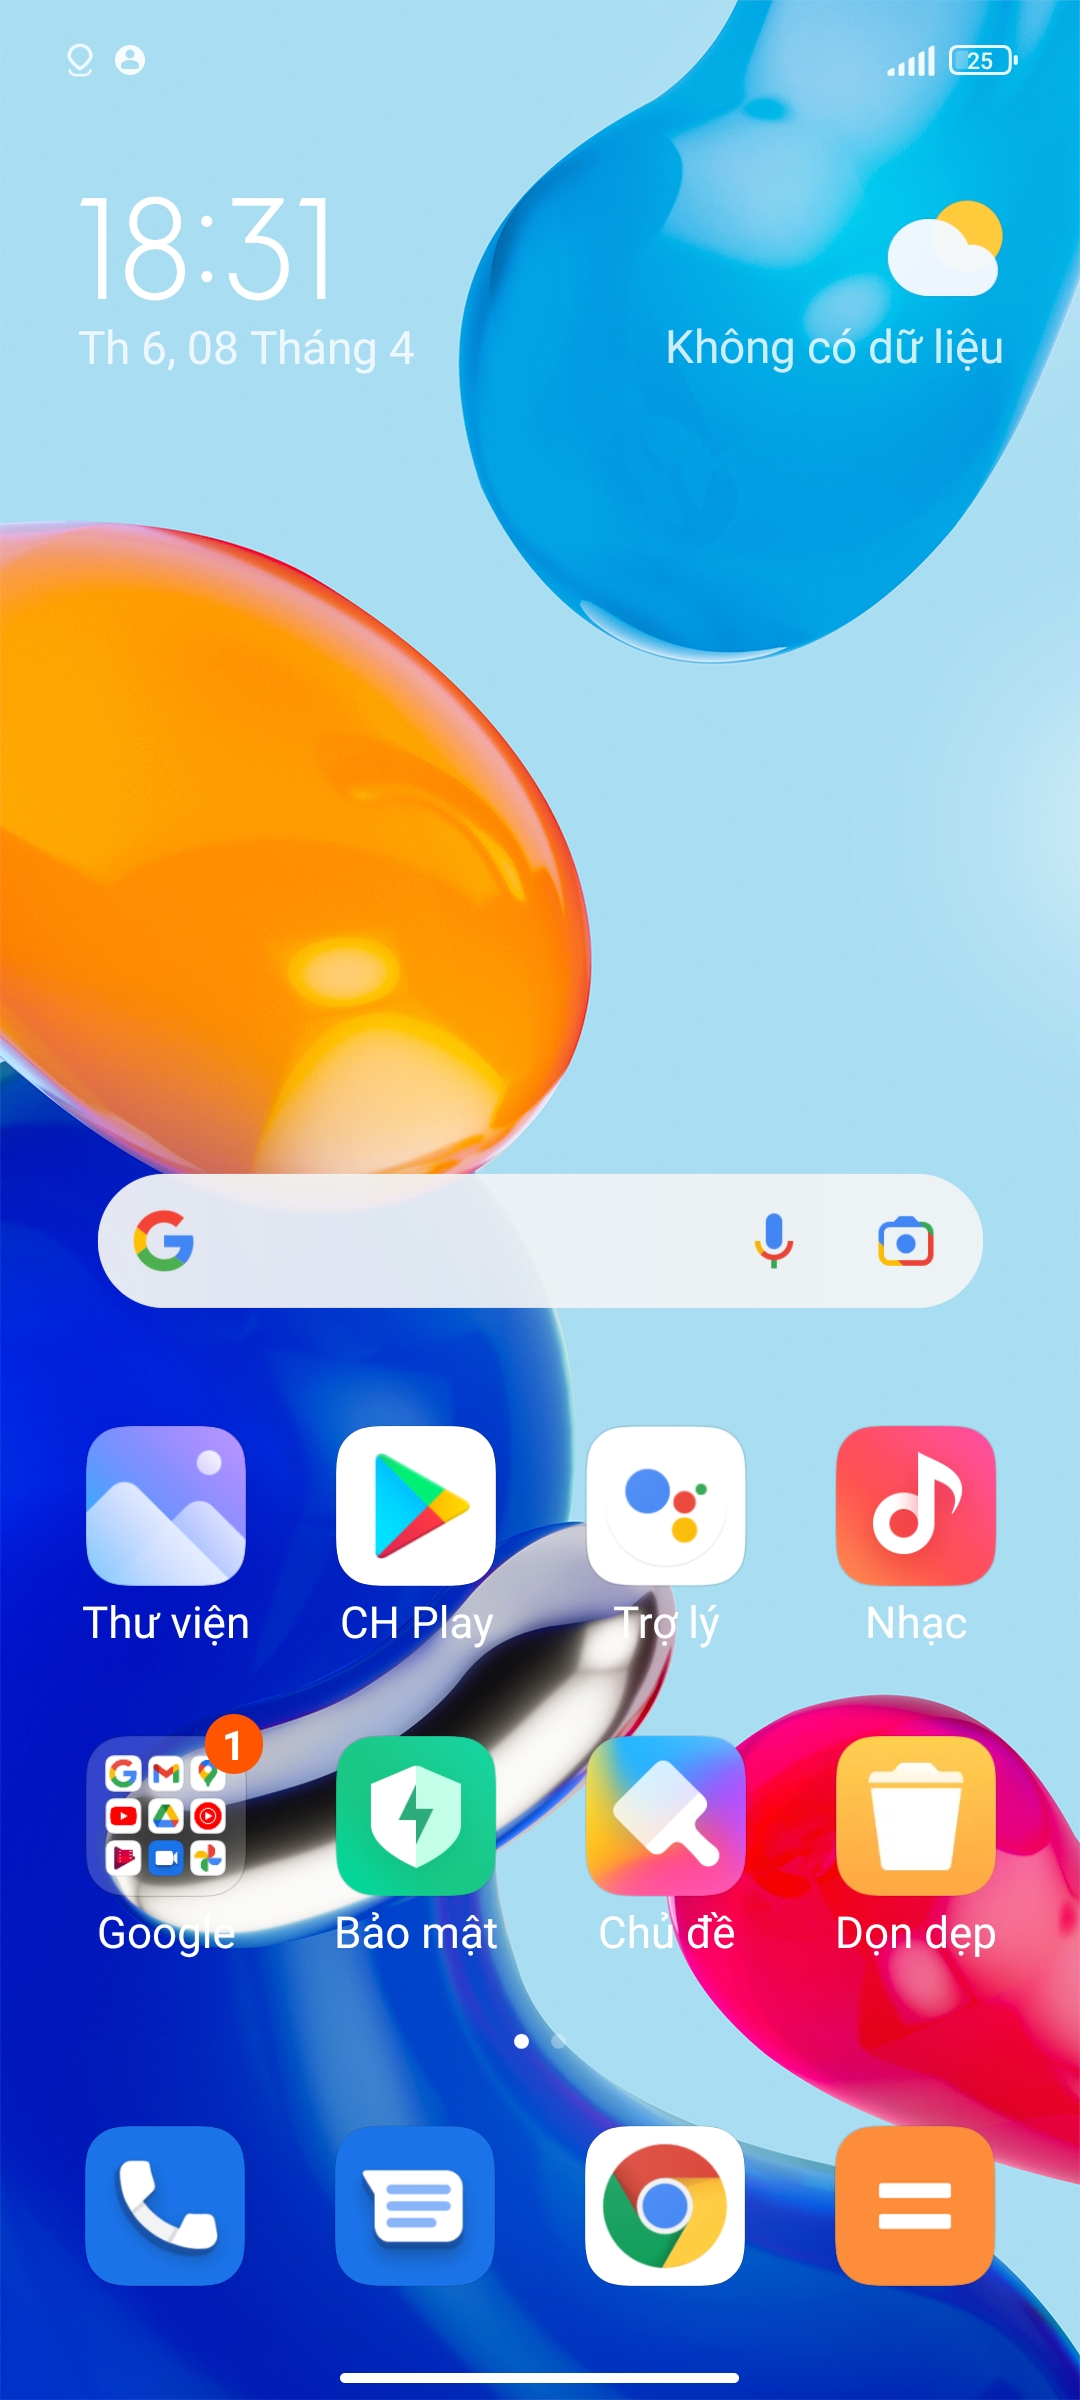 25
18:31
Th 6, 08 Tháng 4
Không có dữ liệu
Thư viện
CH Play
Trợ lý
Nhạc
1
Google
Bảo mật
Chủ đề
Dọn dẹp